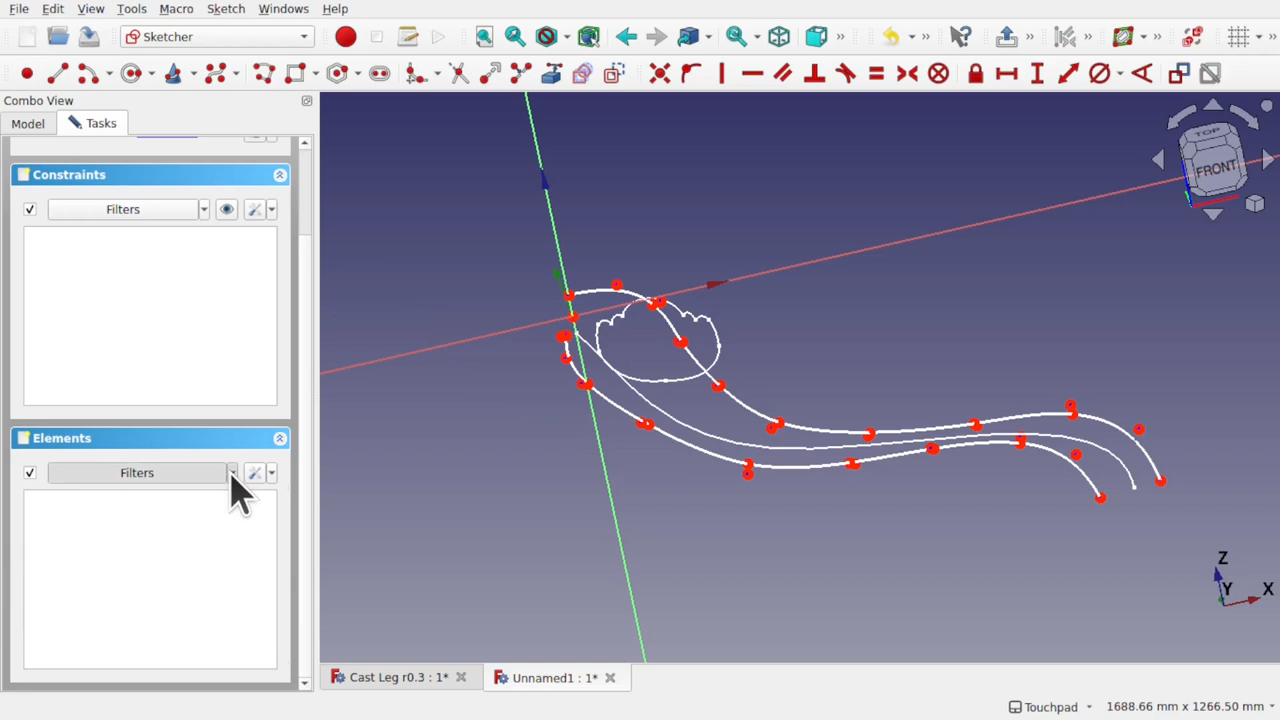 File Edit View Tools Macro Sketch Windows Help
Sketcher
Combo View
Model Tasks
Constraints
Filters
Elements
Filters
TOP
FRONT
Z
Y X
Cast Leg r0.3 : 1* Unnamed1 : 1*
Touchpad 1688.66 mm x 1266.50 mm